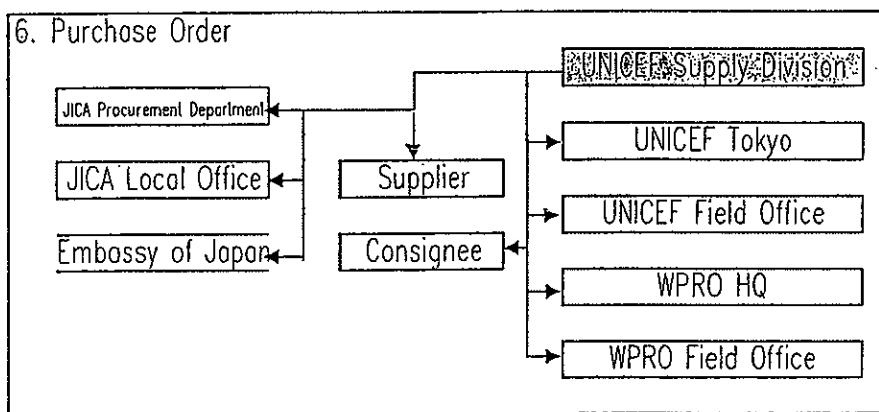 6. Purchase Order
UNICEF Supply Division
JICA Procurement Department
UNICEF Tokyo
JICA Local Office
Supplier
UNICEF Field Office
Embassy of Japan
Consignee
WPRO HQ
WPRO Field Office